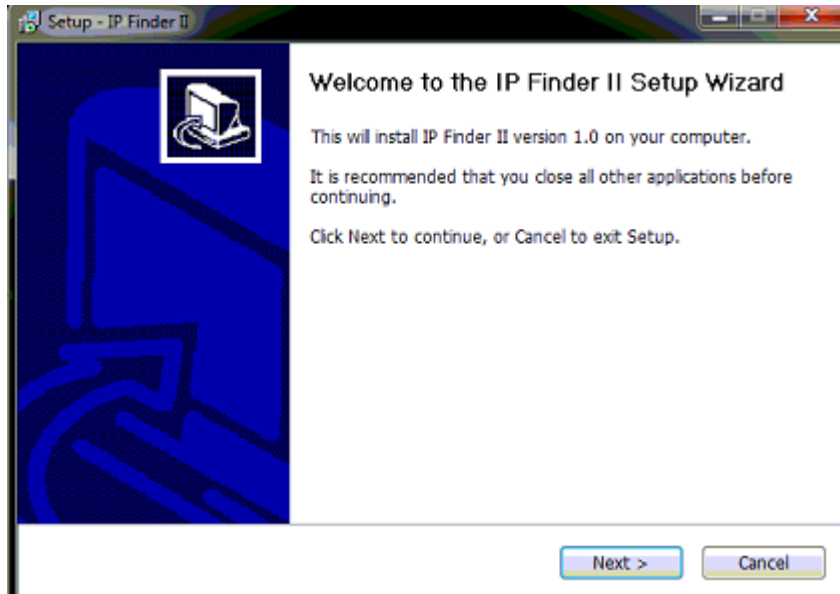 Setup - IP Finder II
Welcome to the IP Finder II Setup Wizard
This will install IP Finder II version 1.0 on your computer.
It is recommended that you close all other applications before
continuing.
Click Next to continue, or Cancel to exit Setup.
Next >
Cancel